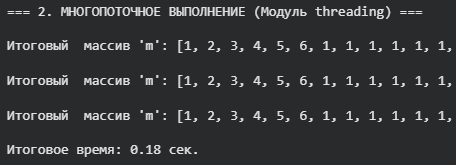 === 2. МНОГОПОТОЧНОЕ ВЫПОЛНЕНИЕ (Модуль threading) ===
Итоговый  массив 'm': [1, 2, 3, 4, 5, 6, 1, 1, 1, 1, 1, 1,
Итоговый  массив 'm': [1, 2, 3, 4, 5, 6, 1, 1, 1, 1, 1, 1,
Итоговый  массив 'm': [1, 2, 3, 4, 5, 6, 1, 1, 1, 1, 1, 1,
Итоговое время: 0.18 сек.